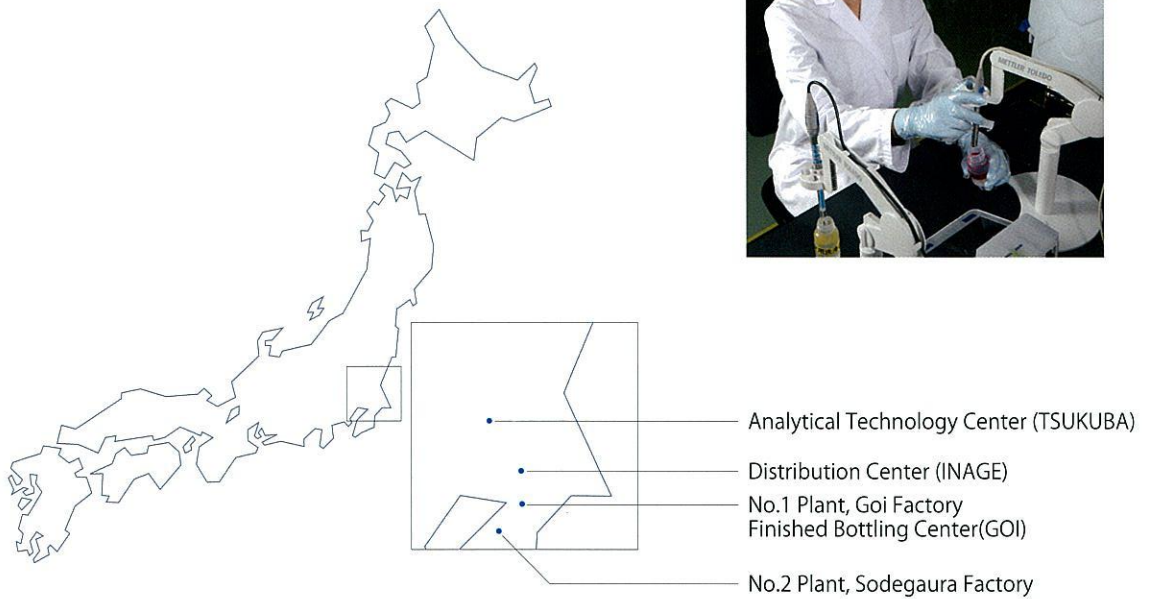 METTLER TOLEDO
Analytical Technology Center (TSUKUBA)
Distribution Center (INAGE)
No.1 Plant, Goi Factory
Finished Bottling Center(GOI)
No.2 Plant, Sodegaura Factory